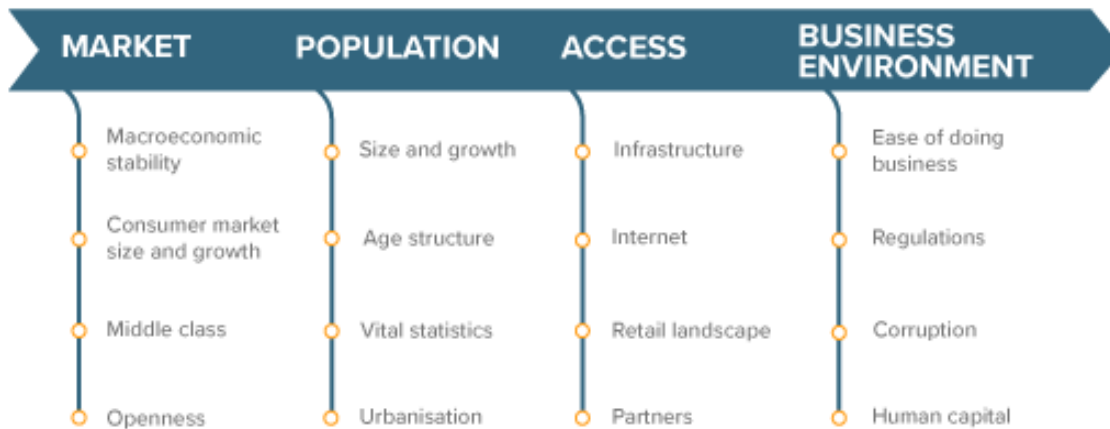 MARKET
POPULATION
ACCESS
BUSINESS
ENVIRONMENT
Macroeconomic
stability
Consumer market
size and growth
Middle class
Openness
Size and growth
Age structure
Vital statistics
Urbanisation
Infrastructure
Internet
Retail landscape
Partners
Ease of doing
business
Regulations
Corruption
Human capital